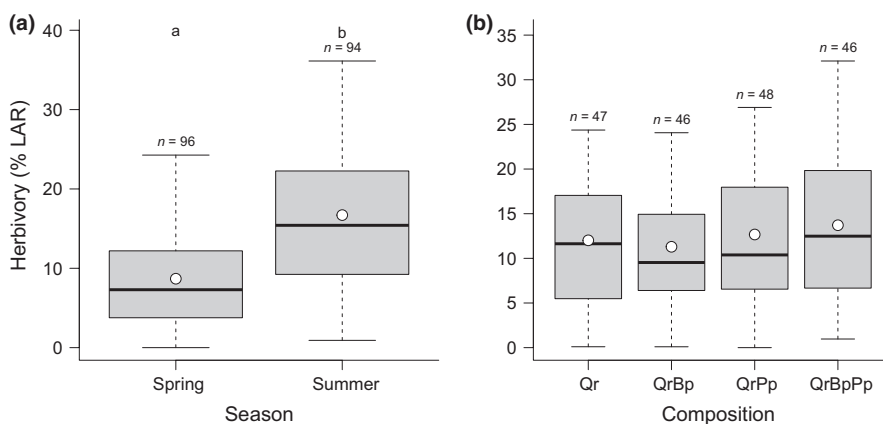 (a)
a
b
n = 94
n = 96
Herbivory (% LAR)
40
30
20
10
0
Spring
Summer
Season
(b)
n = 46
n = 48
n = 47
n = 46
35
30
25
20
15
10
5
0
Qr
QrBp
QrPp
QrBpPp
Composition